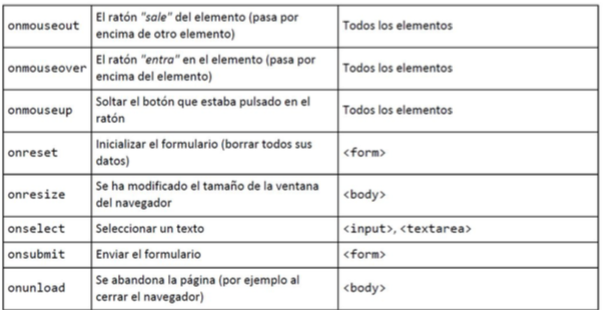 onmouseout El ratón "sale" del elemento (pasa por encima de otro elemento) Todos los elementos
onmouseover El ratón "entra" en el elemento (pasa por encima del elemento) Todos los elementos
onmouseup Soltar el botón que estaba pulsado en el ratón Todos los elementos
onreset Inicializar el formulario (borrar todos sus datos) <form>
onresize Se ha modificado el tamaño de la ventana del navegador <body>
onselect Seleccionar un texto <input>, <textarea>
onsubmit Enviar el formulario <form>
onunload Se abandona la página (por ejemplo al cerrar el navegador) <body>